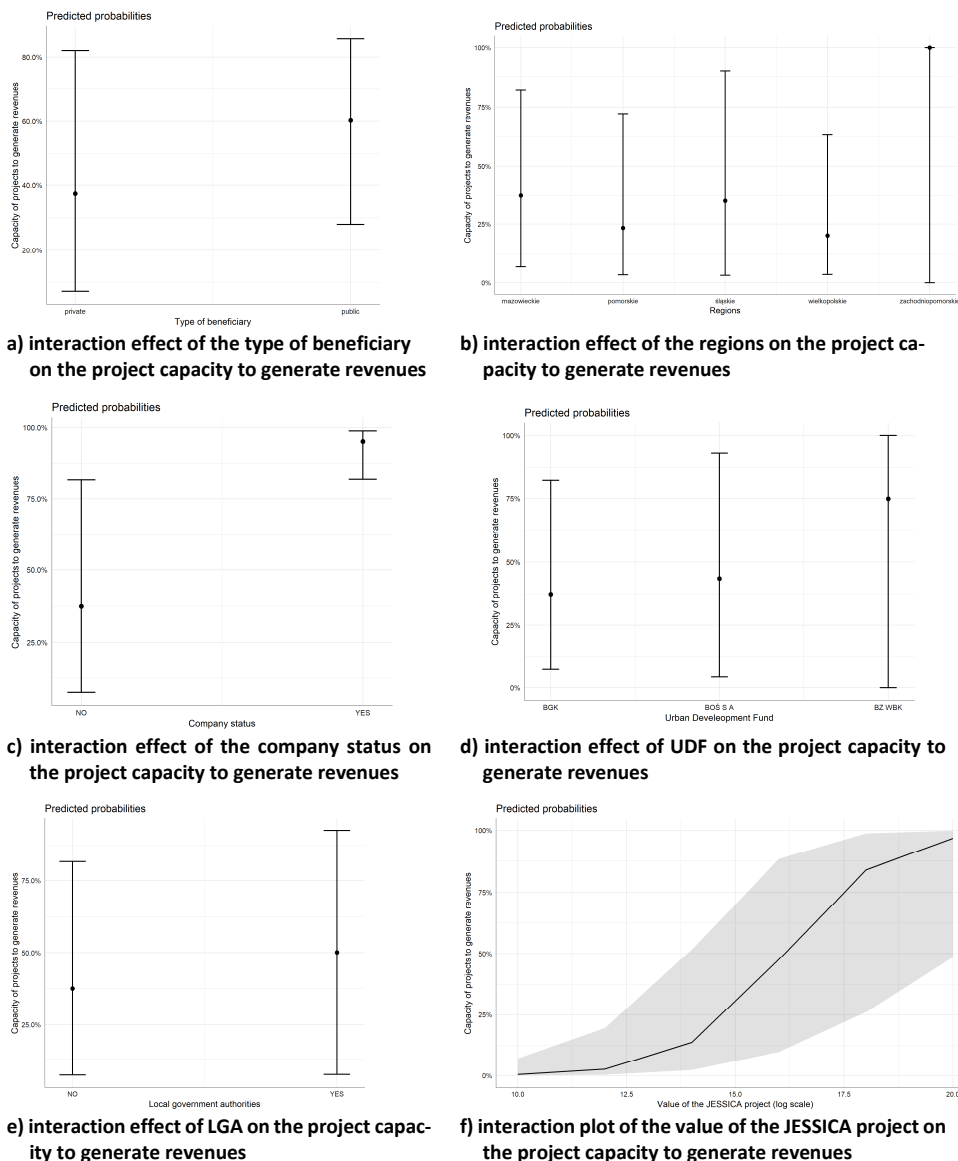 Predicted probabilities
Capacity of projects to generate revenues
80.0%
60.0%
40.0%
20.0%
private
public
Type of beneficiary
a) interaction effect of the type of beneficiary
on the project capacity to generate revenues
Predicted probabilities
Capacity of projects to generate revenues
100%
75%
50%
25%
0%
mazowieckie
pomorskie
śląskie
wielkopolskie
zachodniopomorskie
Regions
b) interaction effect of the regions on the project ca-
pacity to generate revenues
Predicted probabilities
Capacity of projects to generate revenues
100.0%
75.0%
50.0%
25.0%
NO
YES
Company status
c) interaction effect of the company status on
the project capacity to generate revenues
Predicted probabilities
Capacity of projects to generate revenues
100%
75%
50%
25%
0%
BGK
BOŚ S A
BZ WBK
Urban Develeopment Fund
d) interaction effect of UDF on the project capacity to
generate revenues
Predicted probabilities
Capacity of projects to generate revenues
75.0%
50.0%
25.0%
NO
YES
Local government authorities
e) interaction effect of LGA on the project capac-
ity to generate revenues
Predicted probabilities
Capacity of projects to generate revenues
100%
75%
50%
25%
0%
10.0
12.5
15.0
17.5
20.0
Value of the JESSICA project (log scale)
f) interaction plot of the value of the JESSICA project on
the project capacity to generate revenues